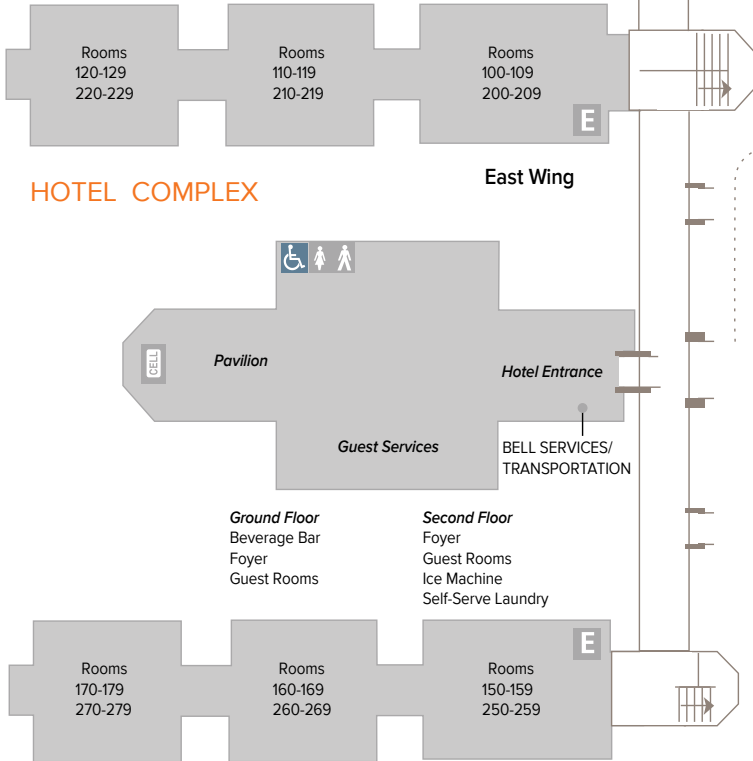 Rooms
120-129
220-229
Rooms
110-119
210-219
Rooms
100-109
200-209
E
HOTEL COMPLEX
East Wing
CELL
Pavilion
Hotel Entrance
Guest Services
BELL SERVICES/
TRANSPORTATION
Ground Floor
Beverage Bar
Foyer
Guest Rooms
Second Floor
Foyer
Guest Rooms
Ice Machine
Self-Serve Laundry
E
Rooms
170-179
270-279
Rooms
160-169
260-269
Rooms
150-159
250-259